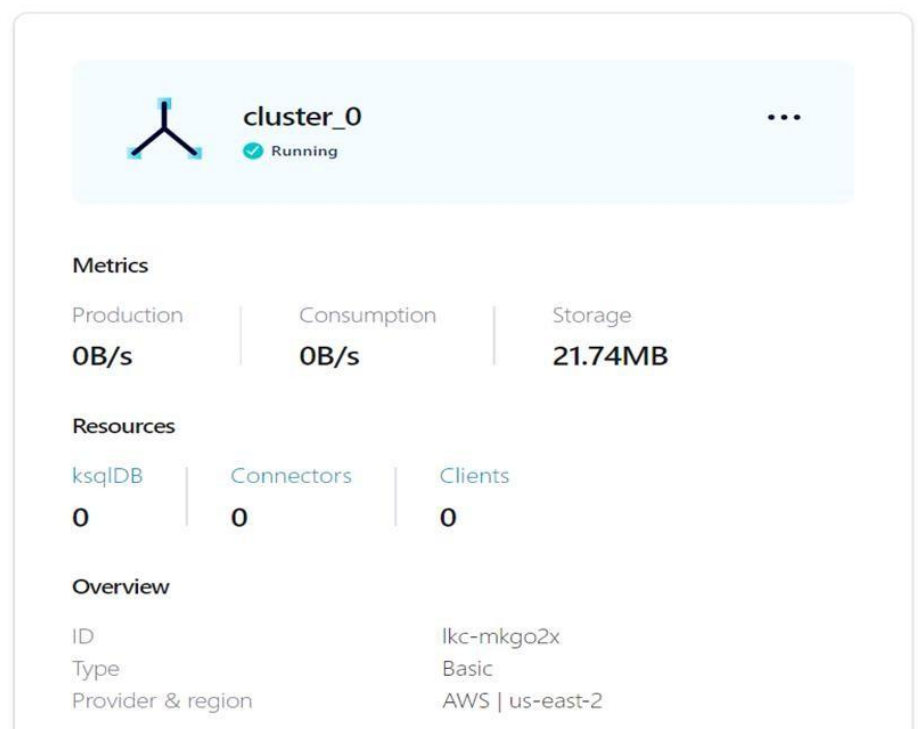 cluster_0
Running
Metrics
Production Consumption Storage
0B/s 0B/s 21.74MB
Resources
ksqlDB Connectors Clients
0 0 0
Overview
ID lkc-mkgo2x
Type Basic
Provider & region AWS | us-east-2